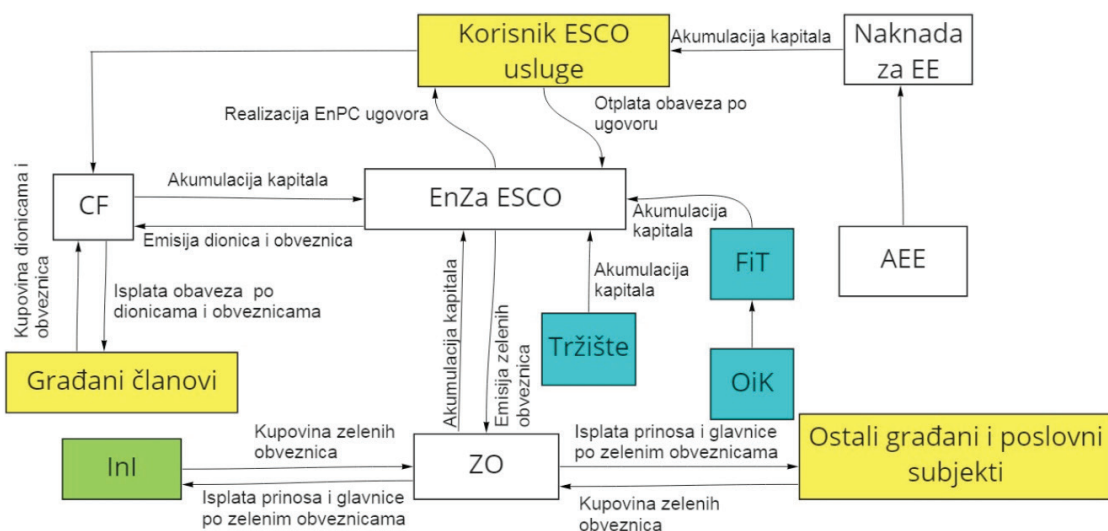 Korisnik ESCO
usluge
Akumulacija kapitala
Naknada
za EE
Realizacija EnPC ugovora
Otplata obaveza po
ugovoru
Kupovina dionicama i
obveznica
CF
Akumulacija kapitala
EnZa ESCO
Emisija dionica i obveznica
Akumulacija
kapitala
FiT
AEE
Isplata obaveza po
dionicama i obveznicama
Akumulacija kapitala
Emisija zelenih
obveznica
Akumulacija
kapitala
Tržište
OiK
Građani članovi
InI
Kupovina zelenih
obveznica
Isplata prinosa i glavnice
po zelenim obveznicama
ZO
Isplata prinosa i glavnice
po zelenim obveznicama
Kupovina zelenih
obveznica
Ostali građani i poslovni
subjekti